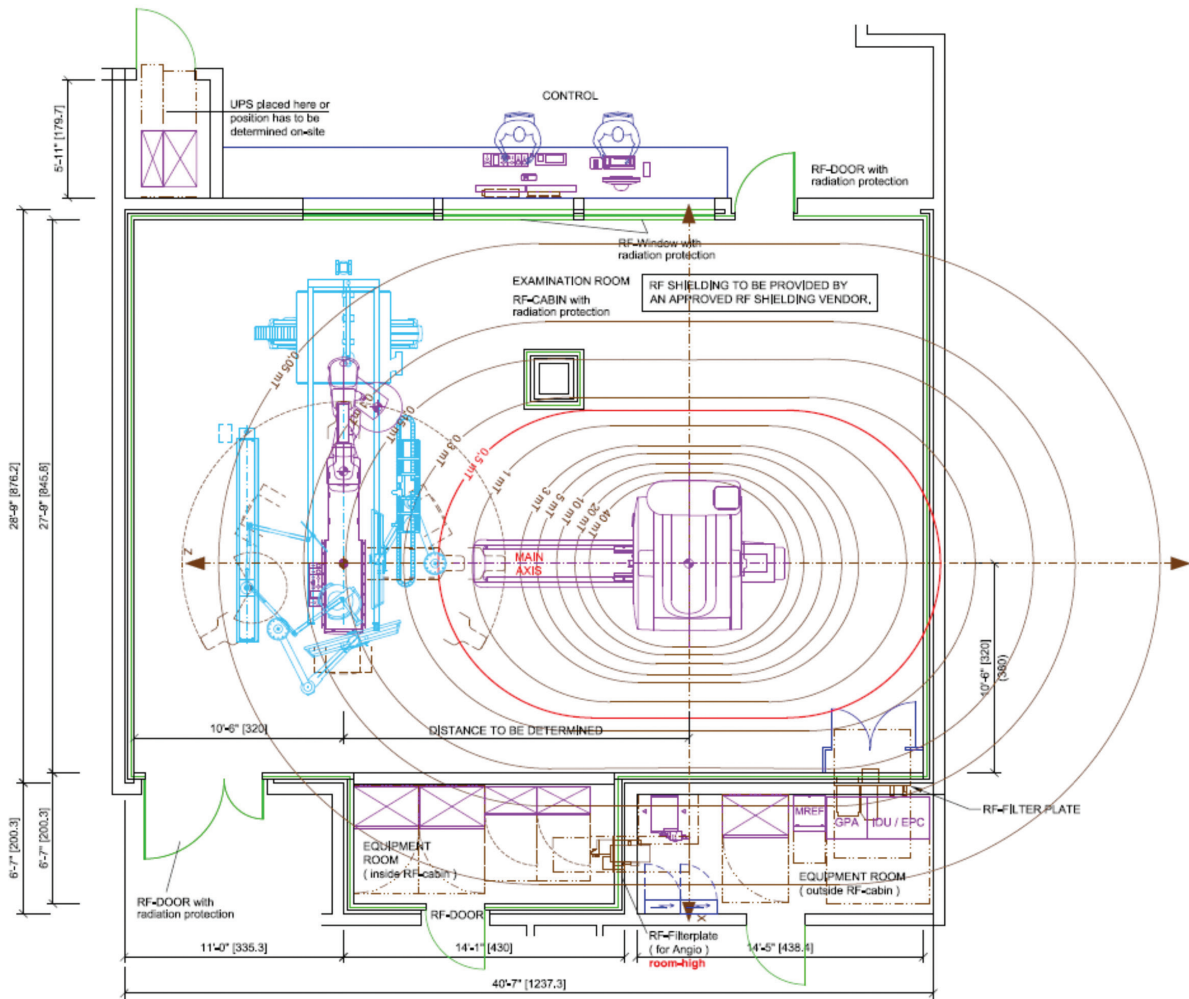 CONTROL
UPS placed here or
position has to be
determined on-site
5'-11" [179.7]
RF-DOOR with
radiation protection
RF-Window with
radiation protection
EXAMINATION ROOM
RF-CABIN with
radiation protection
RF SHIELDING TO BE PROVIDED BY
AN APPROVED RF SHIELDING VENDOR,
0.05 mT
0.1 mT
0.15 mT
0.3 mT
0.5 mT
1 mT
3 mT
5 mT
10 mT
20 mT
40 mT
28'-9" [876.2]
27'-9" [845.8]
Z
MAIN
AXIS
10'-6" [320]
(380)
10'-6" [320]
DISTANCE TO BE DETERMINED
6'-7" [200.3]
6'-7" [200.3]
MREF
GPA
IOU / EPC
RF-FILTER PLATE
EQUIPMENT
ROOM
( inside RF-cabin )
EQUIPMENT ROOM
( outside RF-cabin )
RF-DOOR with
radiation protection
RF-DOOR
X
RF-Filterplate
( for Angio )
room-high
11'-0" [335.3]
14'-1" [430]
14'-5" [438.4]
40'-7" [1237.3]